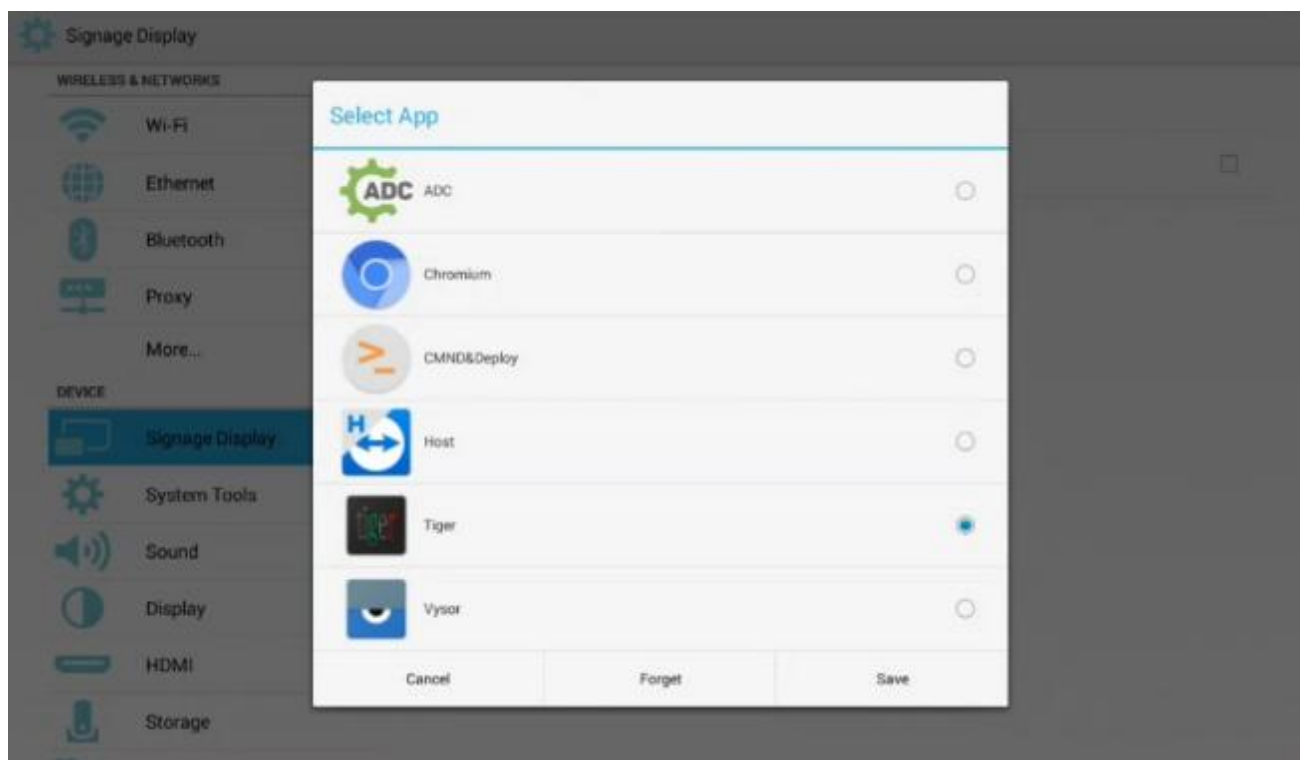 Signage Display
WIRELESS & NETWORKS
Wi-Fi
Ethernet
Bluetooth
Proxy
More...
DEVICE
Signage Display
System Tools
Sound
Display
HDMI
Storage
Select App
ADC ADC
Chromium
CMND&Deploy
H
Host
tiger
Tiger
Vysor
Cancel Forget Save